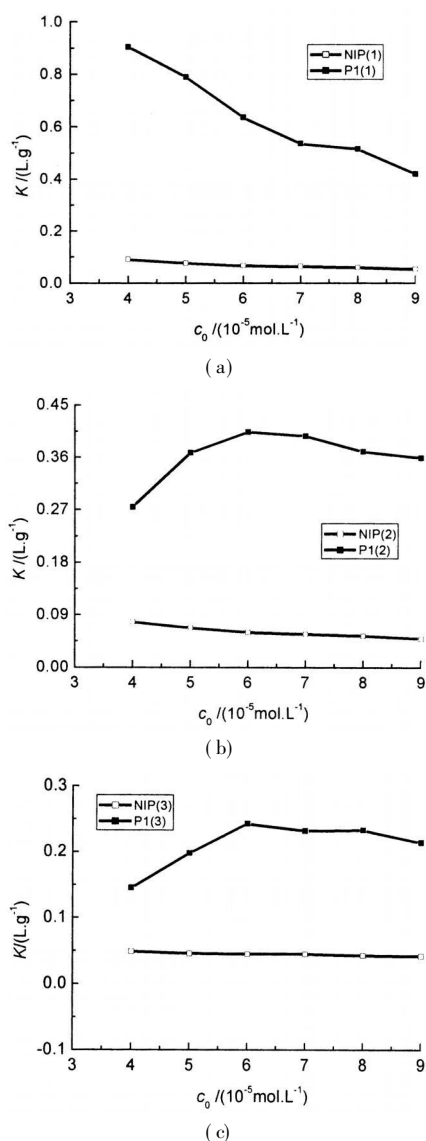 NIP(1)
P1(1)
K /(L.g⁻¹)
1.0
0.8
0.6
0.4
0.2
0.0
3 4 5 6 7 8 9
c₀ /(10⁻⁵mol.L⁻¹)
(a)
NIP(2)
P1(2)
K /(L.g⁻¹)
0.45
0.36
0.27
0.18
0.09
0.00
3 4 5 6 7 8 9
c₀ /(10⁻⁵mol.L⁻¹)
(b)
NIP(3)
P1(3)
K/(L.g⁻¹)
0.3
0.2
0.1
0.0
-0.1
3 4 5 6 7 8 9
c₀ /(10⁻⁵mol.L⁻¹)
(c)